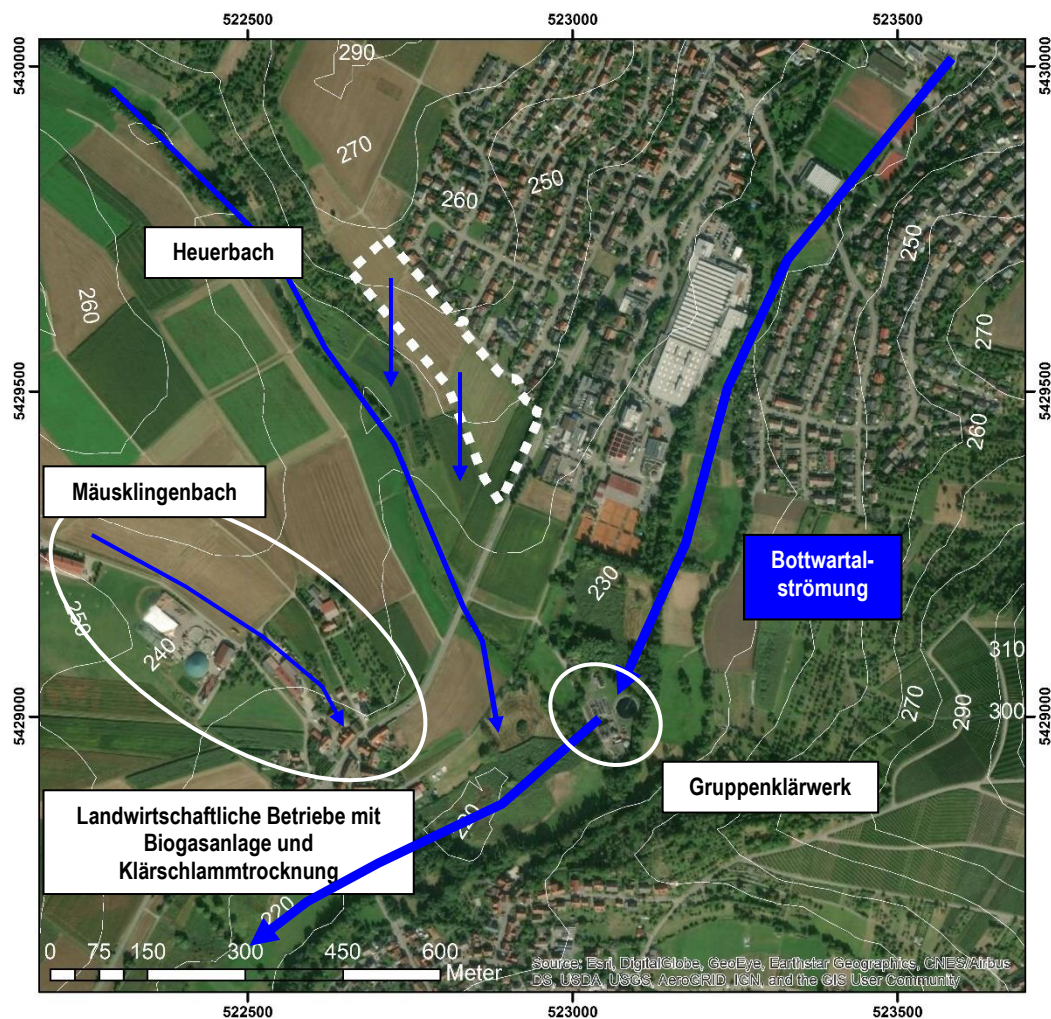 522500
523000
523500
5430000
5430000
290
270
260
250
250
Heuerbach
260
270
5429500
5429500
260
Mäusklingenbach
Bottwartal-
strömung
230
250
240
310
270
290
300
5429000
5429000
Gruppenklärwerk
Landwirtschaftliche Betriebe mit
Biogasanlage und
Klärschlammtrocknung
220
0 75 150 300 450 600
Meter
Source: Esri, DigitalGlobe, GeoEye, Earthstar Geographics, CNES/Airbus
DS, USDA, USGS, AeroGRID, IGN, and the GIS User Community
522500
523000
523500